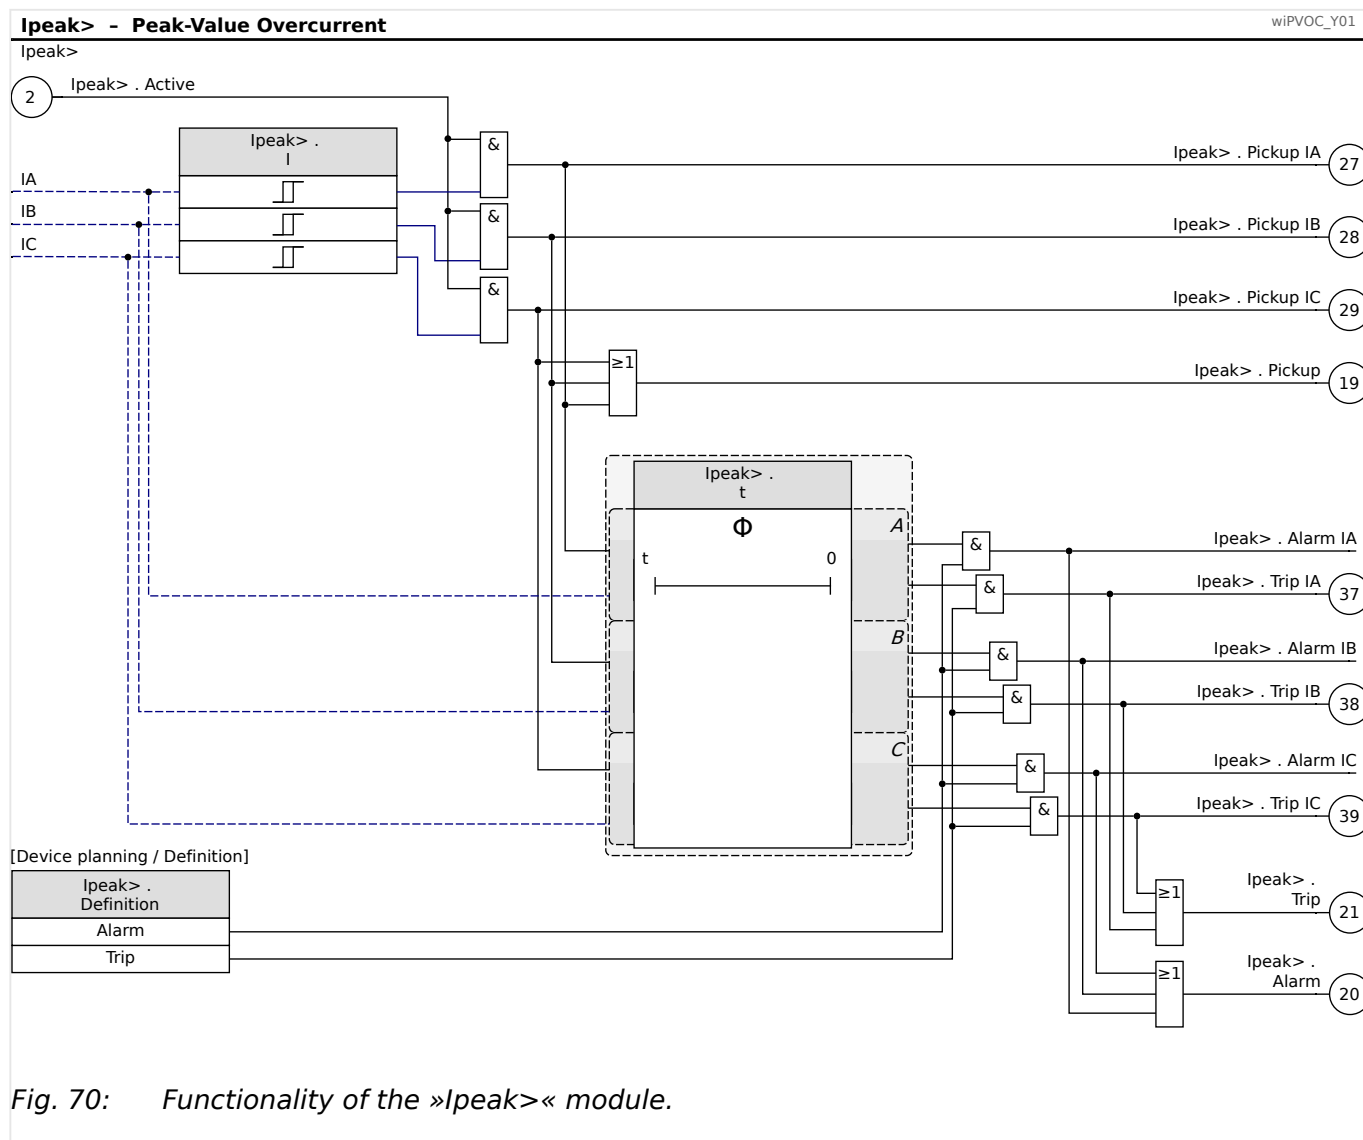 Ipeak> – Peak-Value Overcurrent
wiPVOC_Y01
Ipeak>
2
Ipeak> . Active
Ipeak> .
I
&
Ipeak> . Pickup IA
27
IA
IB
&
Ipeak> . Pickup IB
28
IC
&
Ipeak> . Pickup IC
29
≥1
Ipeak> . Pickup
19
Ipeak> .
t
Φ
t
0
A
&
Ipeak> . Alarm IA
&
Ipeak> . Trip IA
37
B
&
Ipeak> . Alarm IB
&
Ipeak> . Trip IB
38
C
&
Ipeak> . Alarm IC
&
Ipeak> . Trip IC
39
[Device planning / Definition]
Ipeak> .
Definition
Alarm
Trip
≥1
Ipeak> .
Trip
21
≥1
Ipeak> .
Alarm
20
Fig. 70: Functionality of the »Ipeak>« module.